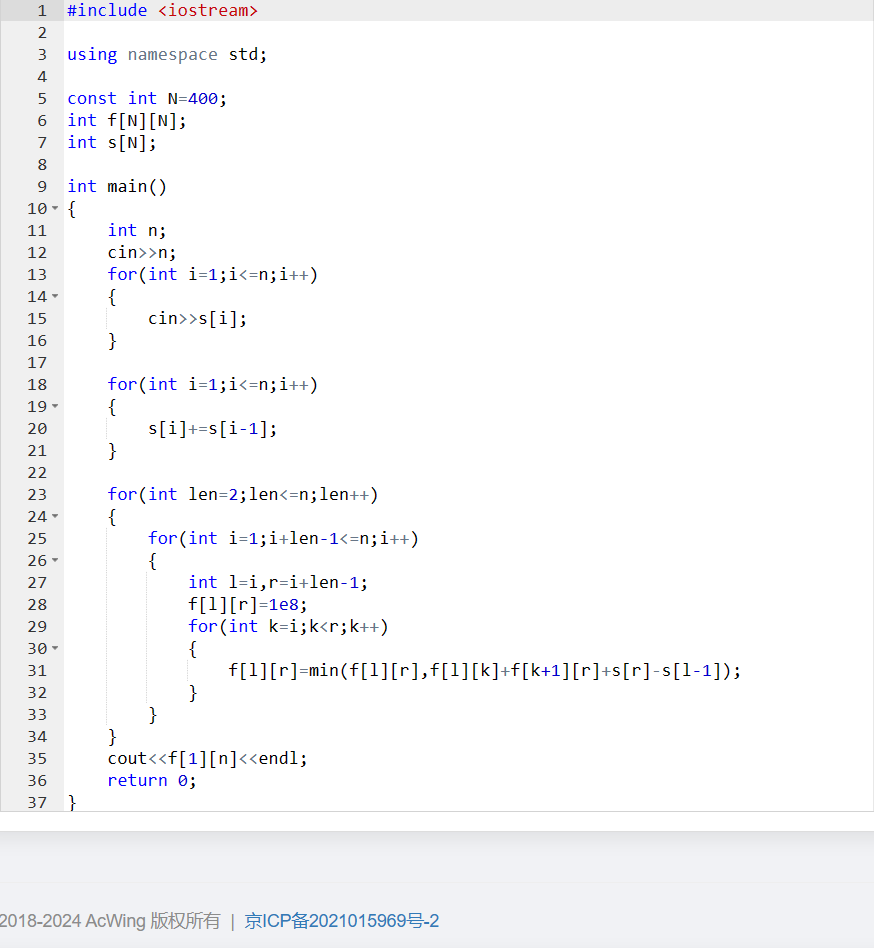 1 #include <iostream>
2
3 using namespace std;
4
5 const int N=400;
6 int f[N][N];
7 int s[N];
8
9 int main()
10 {
11     int n;
12     cin>>n;
13     for(int i=1;i<=n;i++)
14     {
15         cin>>s[i];
16     }
17
18     for(int i=1;i<=n;i++)
19     {
20         s[i]+=s[i-1];
21     }
22
23     for(int len=2;len<=n;len++)
24     {
25         for(int i=1;i+len-1<=n;i++)
26         {
27             int l=i,r=i+len-1;
28             f[l][r]=1e8;
29             for(int k=i;k<r;k++)
30             {
31                 f[l][r]=min(f[l][r],f[l][k]+f[k+1][r]+s[r]-s[l-1]);
32             }
33         }
34     }
35     cout<<f[1][n]<<endl;
36     return 0;
37 }
2018-2024 AcWing 版权所有 | 京ICP备2021015969号-2